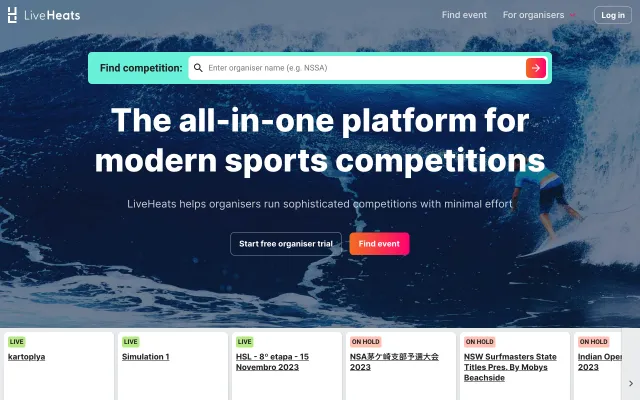 LiveHeats
Find event
For organisers
Log in
Find competition:
Enter organiser name (e.g. NSSA)
The all-in-one platform for
modern sports competitions
LiveHeats helps organisers run sophisticated competitions with minimal effort
Start free organiser trial
Find event
LIVE
kartoplya
LIVE
Simulation 1
LIVE
HSL - 8º etapa - 15
Novembro 2023
ON HOLD
NSA茅ケ崎支部予選大会
2023
ON HOLD
NSW Surfmasters State
Titles Pres. By Mobys
Beachside
ON HOLD
Indian Oper
2023